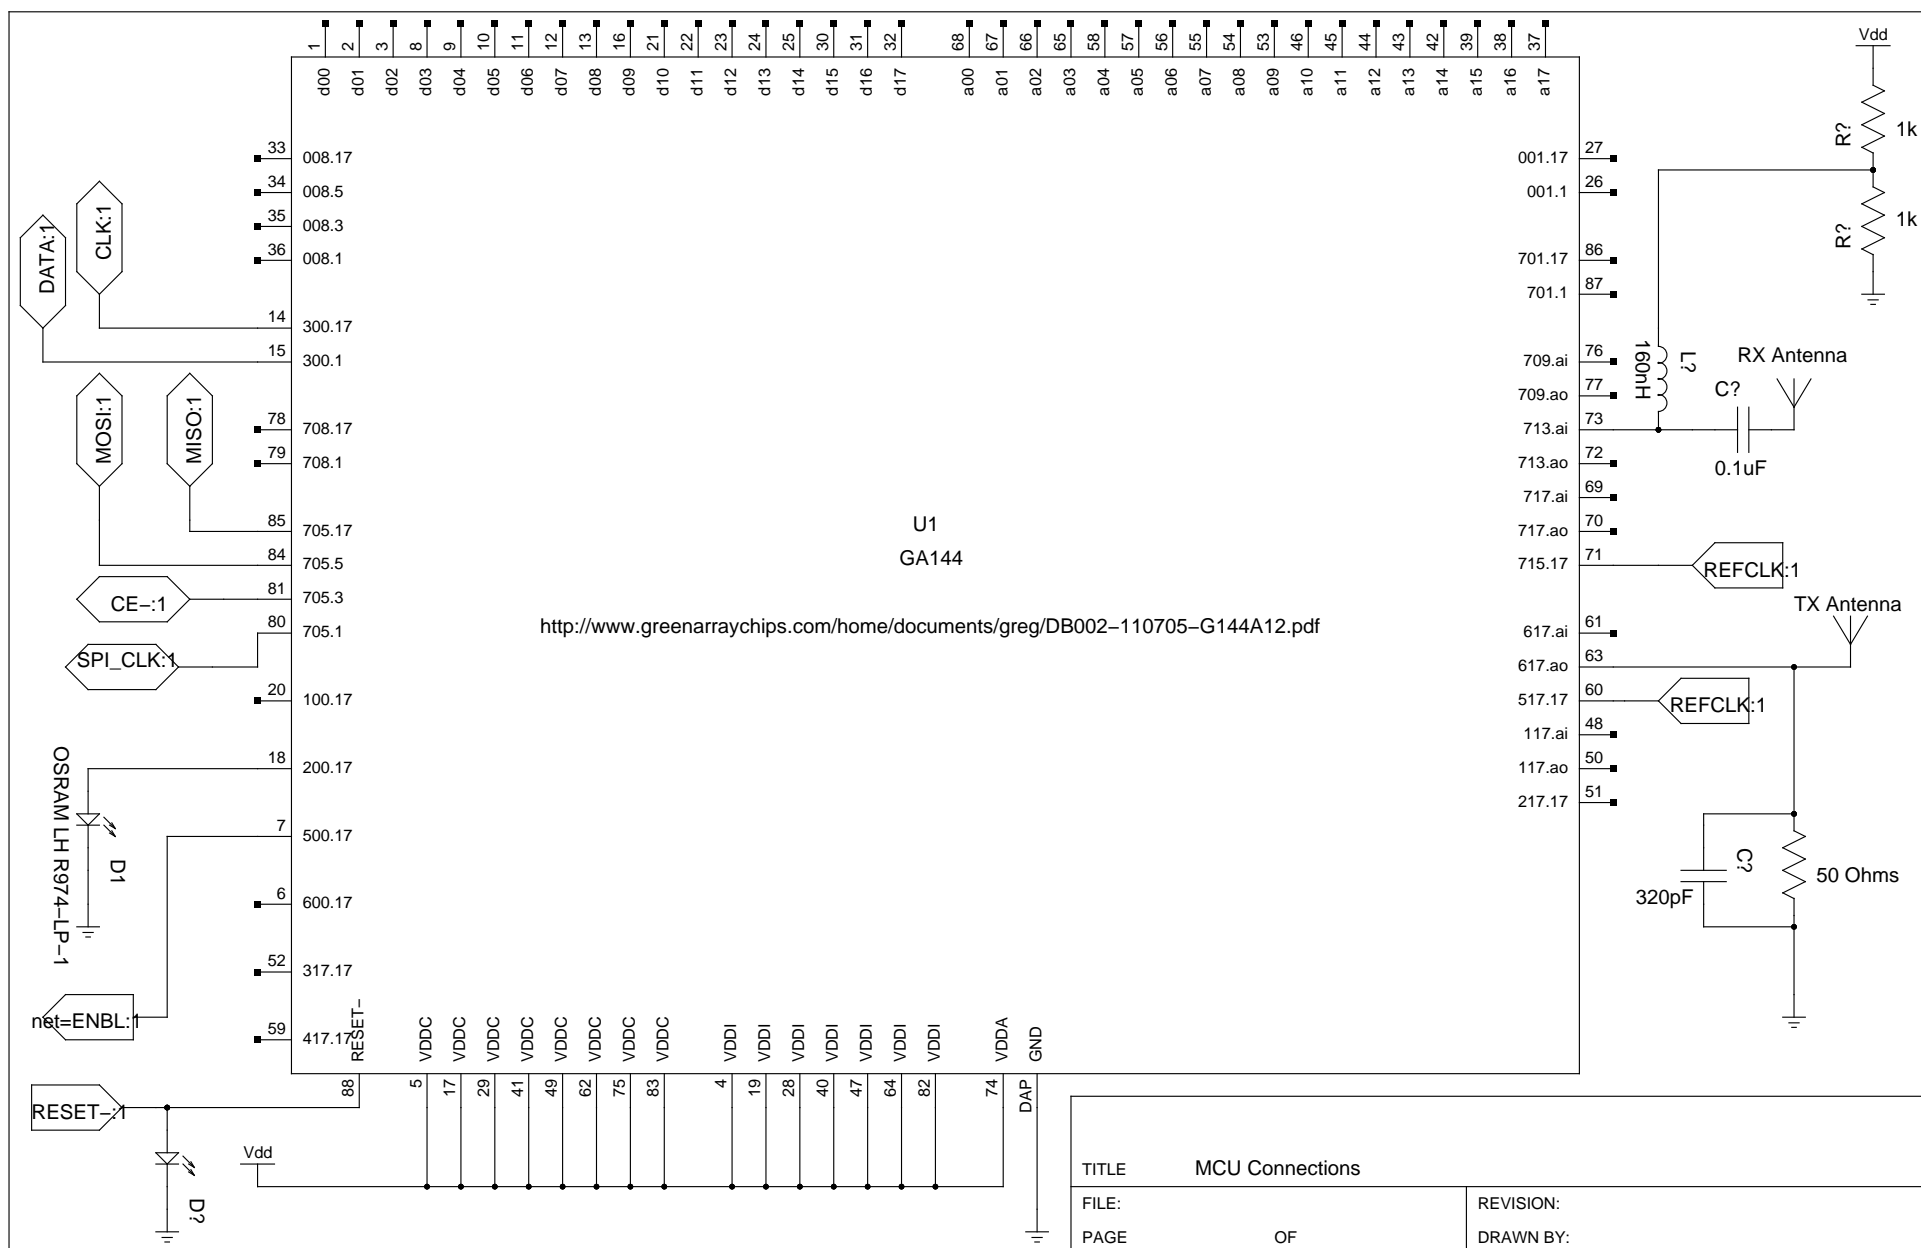 1 2 3 8 9 10 11 12 13 16 21 22 23 24 25 30 31 32 68 67 66 65 58 57 56 55 54 53 46 45 44 43 42 39 38 37
d00 d01 d02 d03 d04 d05 d06 d07 d08 d09 d10 d11 d12 d13 d14 d15 d16 d17 a00 a01 a02 a03 a04 a05 a06 a07 a08 a09 a10 a11 a12 a13 a14 a15 a16 a17
Vdd
R?
1k
R?
1k
33 008.17
34 008.5
35 008.3
36 008.1
CLK:1
DATA:1
14 300.17
15 300.1
MOSI:1
MISO:1
78 708.17
79 708.1
85 705.17
84 705.5
CE−:1
81 705.3
SPI_CLK:1
80 705.1
20 100.17
18 200.17
OSRAM LH R974−LP−1
D1
7 500.17
6 600.17
52 317.17
net=ENBL:1
59 417.17
U1
GA144
http://www.greenarraychips.com/home/documents/greg/DB002−110705−G144A12.pdf
001.17 27
001.1 26
701.17 86
701.1 87
709.ai 76
709.ao 77
713.ai 73
713.ao 72
717.ai 69
717.ao 70
715.17 71
617.ai 61
617.ao 63
517.17 60
117.ai 48
117.ao 50
217.17 51
L?
160nH
RX Antenna
C?
0.1uF
REFCLK:1
TX Antenna
REFCLK:1
C?
320pF
50 Ohms
RESET− VDDC VDDC VDDC VDDC VDDC VDDC VDDC VDDC VDDI VDDI VDDI VDDI VDDI VDDI VDDI VDDA GND
88 5 17 29 41 49 62 75 83 4 19 28 40 47 64 82 74 DAP
RESET−:1
Vdd
D?
TITLE MCU Connections
FILE: REVISION:
PAGE OF DRAWN BY: